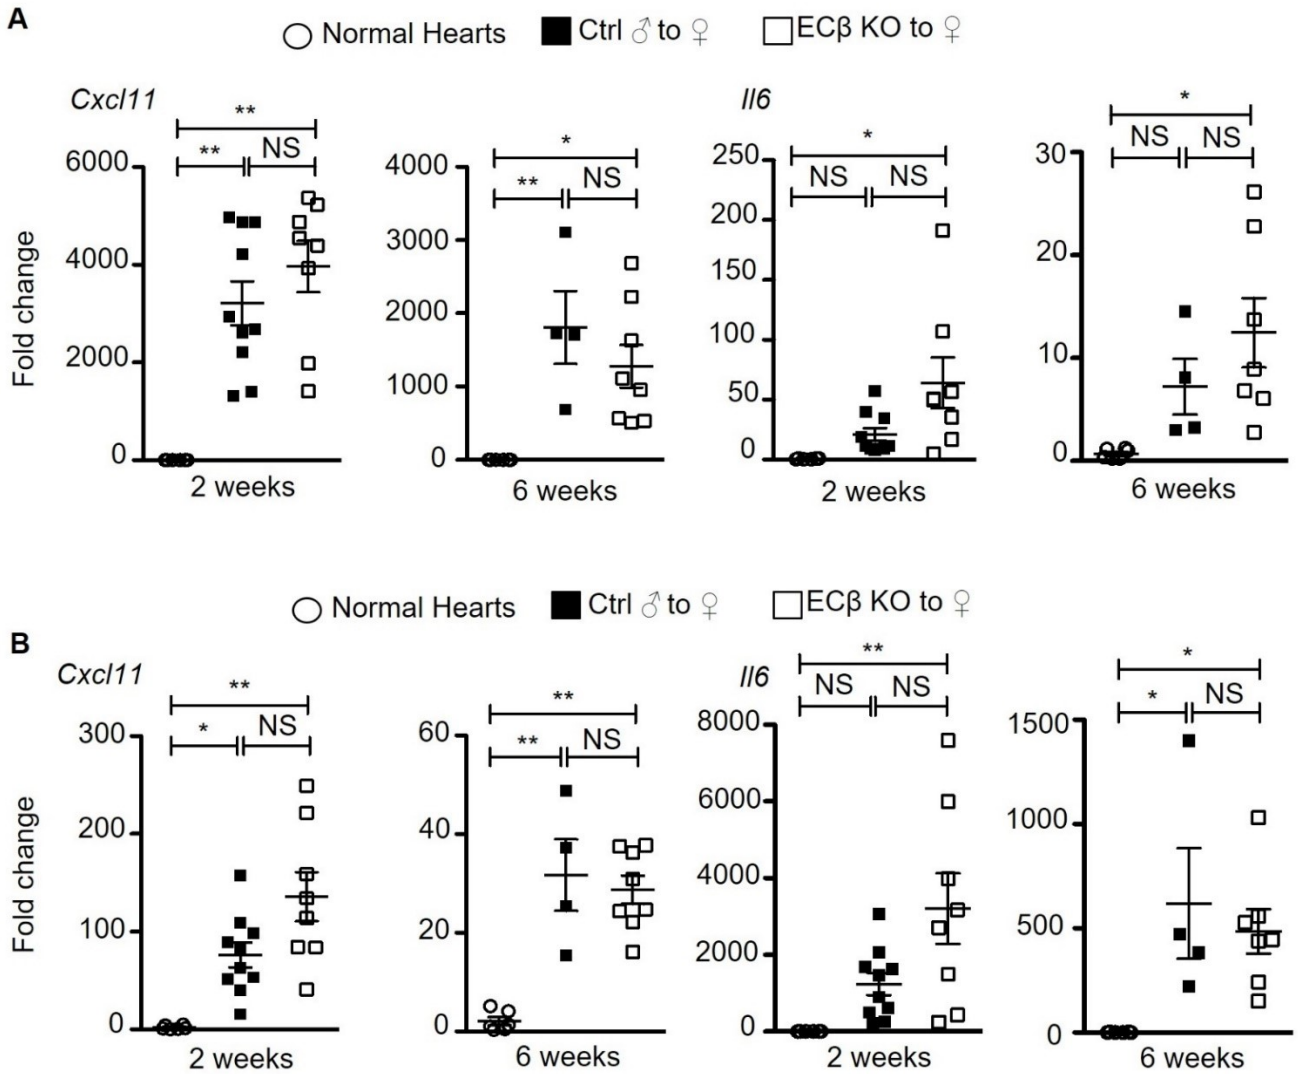 A
Normal Hearts Ctrl ♂ to ♀ ECβ KO to ♀
Cxcl11
** ** NS
Fold change
6000
4000
2000
0
2 weeks
* ** NS
4000
3000
2000
1000
0
6 weeks
Il6
* NS NS
250
200
150
100
50
0
2 weeks
* NS NS
30
20
10
0
6 weeks
B
Normal Hearts Ctrl ♂ to ♀ ECβ KO to ♀
Cxcl11
** * NS
Fold change
300
200
100
0
2 weeks
** ** NS
60
40
20
0
6 weeks
Il6
** NS NS
8000
6000
4000
2000
0
2 weeks
* * NS
1500
1000
500
0
6 weeks